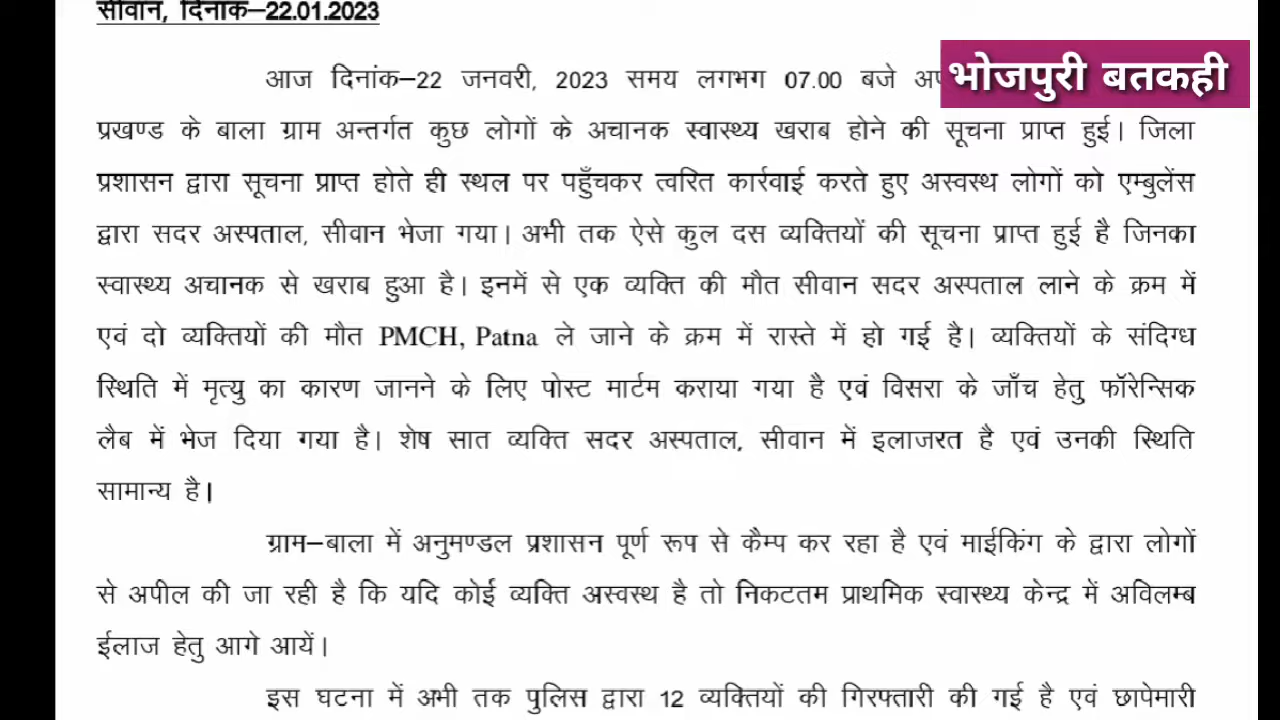 सीवान, दिनांक–22.01.2023
भोजपुरी बतकही
आज दिनांक–22 जनवरी, 2023 समय लगभग 07.00 बजे
प्रखण्ड के बाला ग्राम अन्तर्गत कुछ लोगों के अचानक स्वास्थ्य खराब होने की सूचना प्राप्त हुई। जिला
प्रशासन द्वारा सूचना प्राप्त होते ही स्थल पर पहुँचकर त्वरित कार्रवाई करते हुए अस्वस्थ लोगों को एम्बुलेंस
द्वारा सदर अस्पताल, सीवान भेजा गया। अभी तक ऐसे कुल दस व्यक्तियों की सूचना प्राप्त हुई है जिनका
स्वास्थ्य अचानक से खराब हुआ है। इनमें से एक व्यक्ति की मौत सीवान सदर अस्पताल लाने के क्रम में
एवं दो व्यक्तियों की मौत PMCH, Patna ले जाने के क्रम में रास्ते में हो गई है। व्यक्तियों के संदिग्ध
स्थिति में मृत्यु का कारण जानने के लिए पोस्ट मार्टम कराया गया है एवं विसरा के जाँच हेतु फॉरेन्सिक
लैब में भेज दिया गया है। शेष सात व्यक्ति सदर अस्पताल, सीवान में इलाजरत है एवं उनकी स्थिति
सामान्य है।
ग्राम–बाला में अनुमण्डल प्रशासन पूर्ण रूप से कैम्प कर रहा है एवं माईकिंग के द्वारा लोगों
से अपील की जा रही है कि यदि कोई व्यक्ति अस्वस्थ है तो निकटतम प्राथमिक स्वास्थ्य केन्द्र में अविलम्ब
ईलाज हेतु आगे आयें।
इस घटना में अभी तक पुलिस द्वारा 12 व्यक्तियों की गिरफ्तारी की गई है एवं छापेमारी